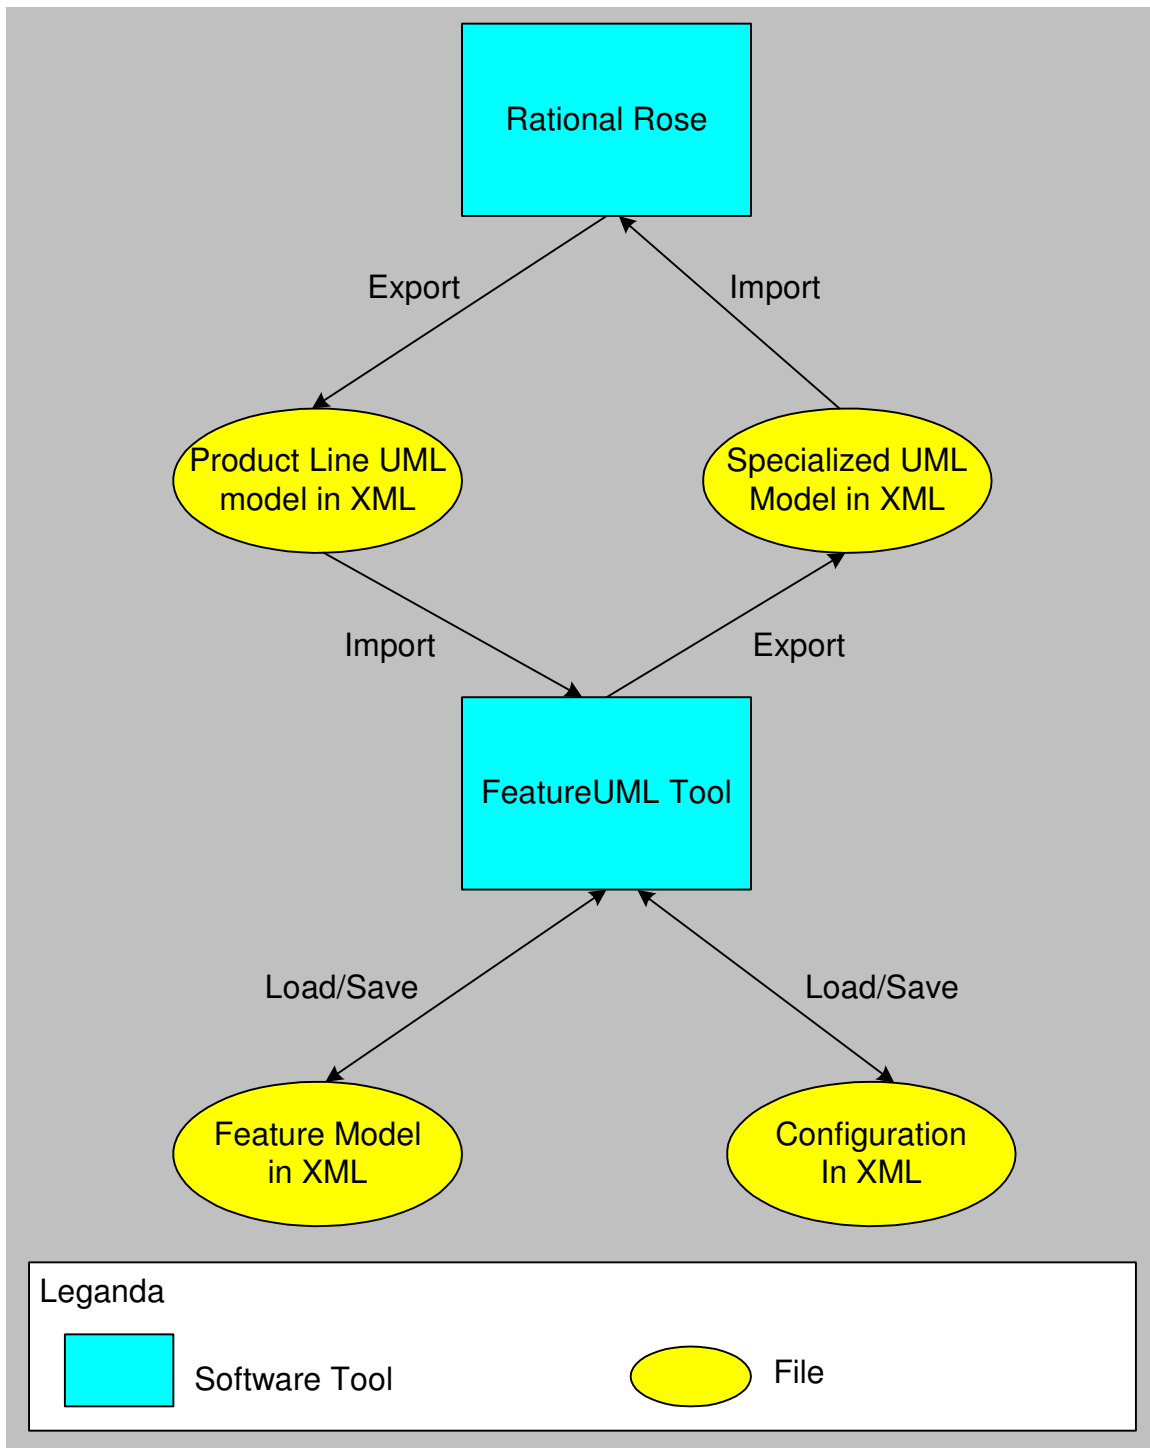 Rational Rose
Export
Import
Product Line UML
model in XML
Specialized UML
Model in XML
Import
Export
FeatureUML Tool
Load/Save
Load/Save
Feature Model
in XML
Configuration
In XML
Leganda
Software Tool
File